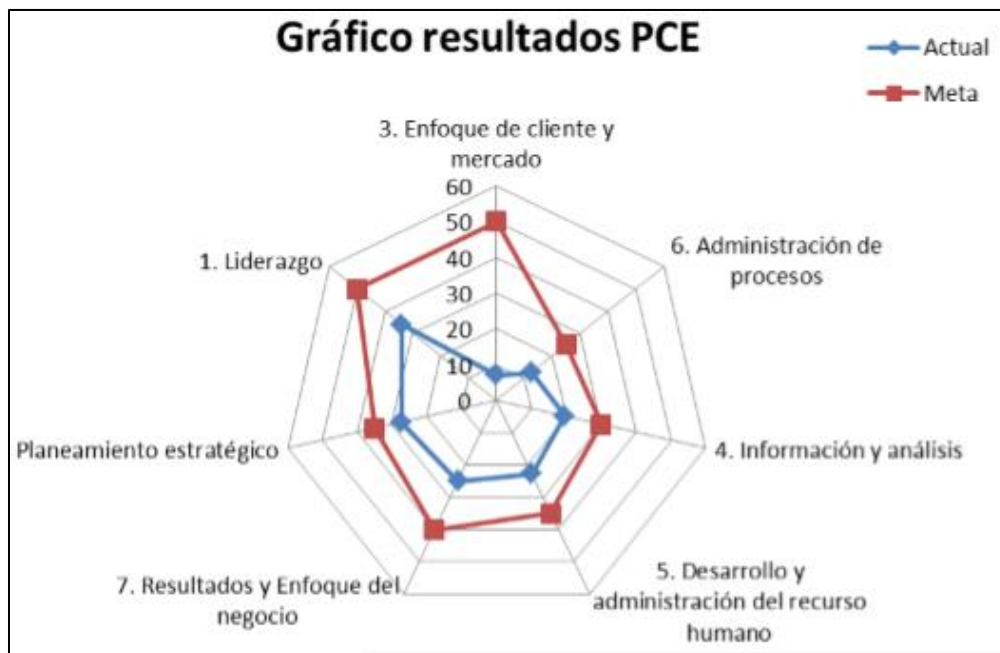 Gráfico resultados PCE
Actual
Meta
3. Enfoque de cliente y
mercado
60
50
40
30
20
10
0
6. Administración de
procesos
1. Liderazgo
Planeamiento estratégico
4. Información y análisis
7. Resultados y Enfoque del
negocio
5. Desarrollo y
administración del recurso
humano